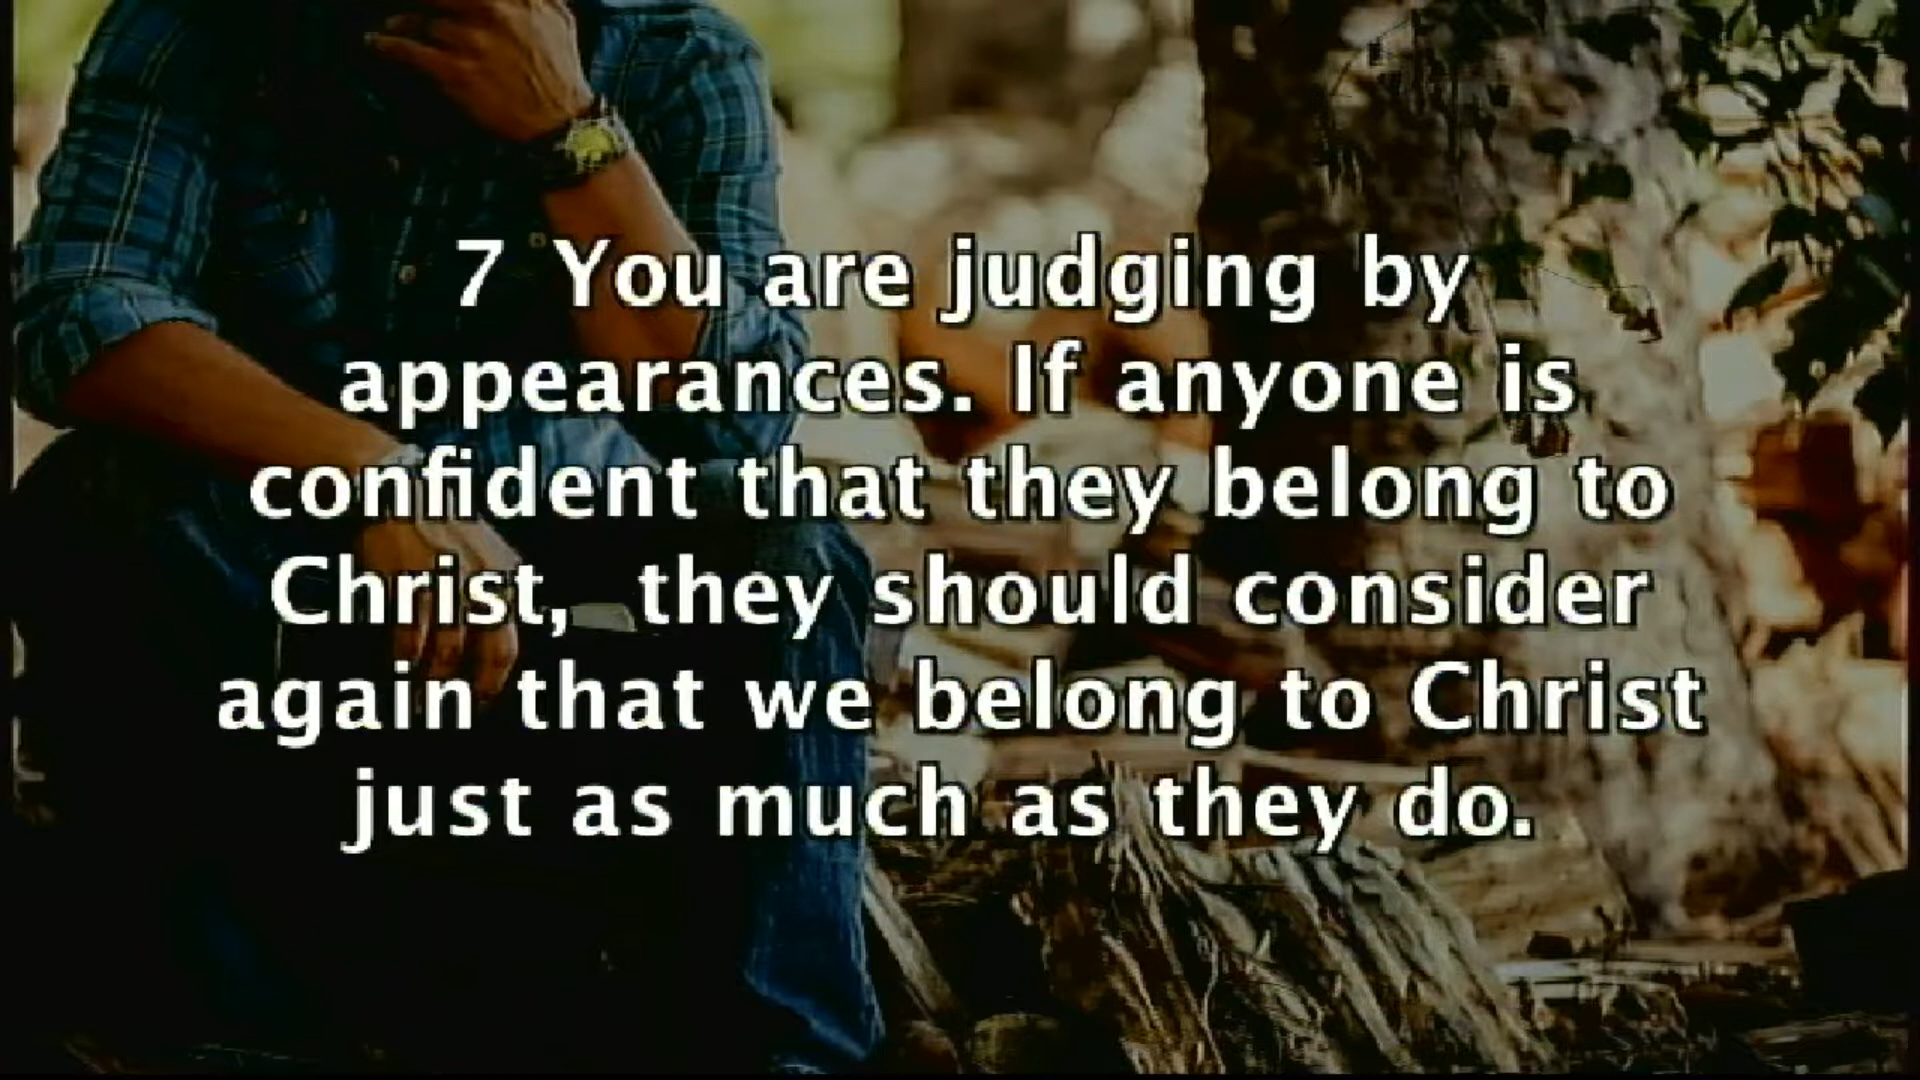 7 You are judging by
appearances. If anyone is
confident that they belong to
Christ, they should consider
again that we belong to Christ
just as much as they do.